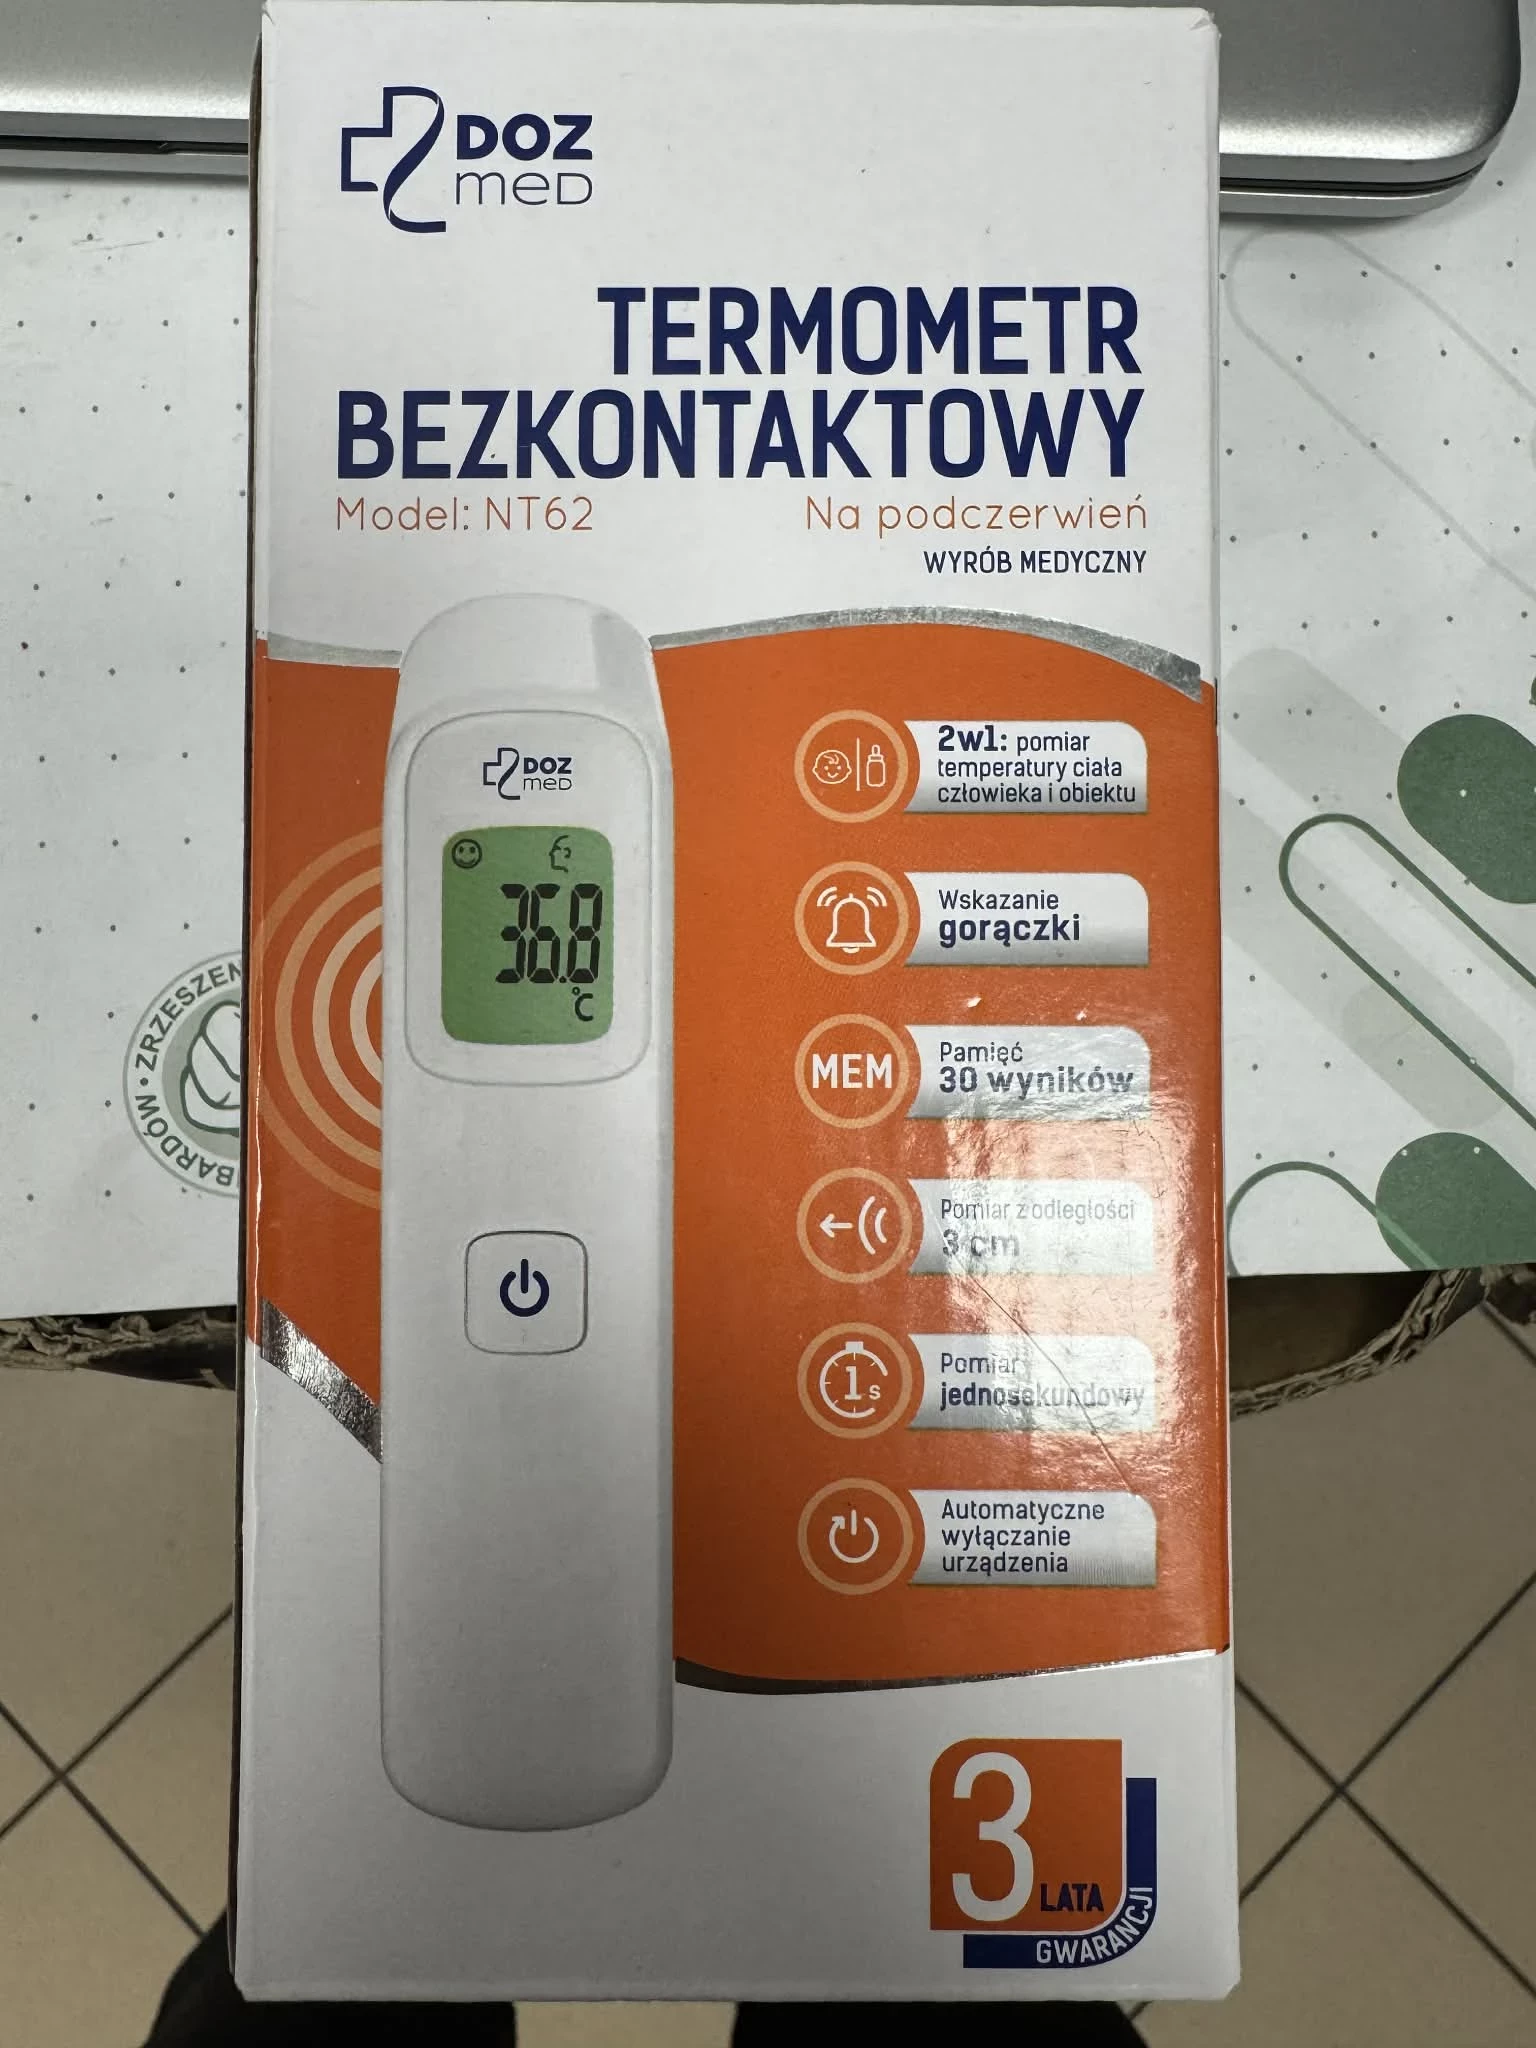 DOZ
MED
TERMOMETR
BEZKONTAKTOWY
Model: NT62
Na podczerwień
WYRÓB MEDYCZNY
DOZ
MED
36.8
°C
2w1: pomiar
temperatury ciała
człowieka i obiektu
Wskazanie
gorączki
MEM
Pamięć
30 wyników
Pomiar z odległości
3 cm
1s
Pomiar
jednosekundowy
Automatyczne
wyłączanie
urządzenia
3
LATA
GWARANCJI